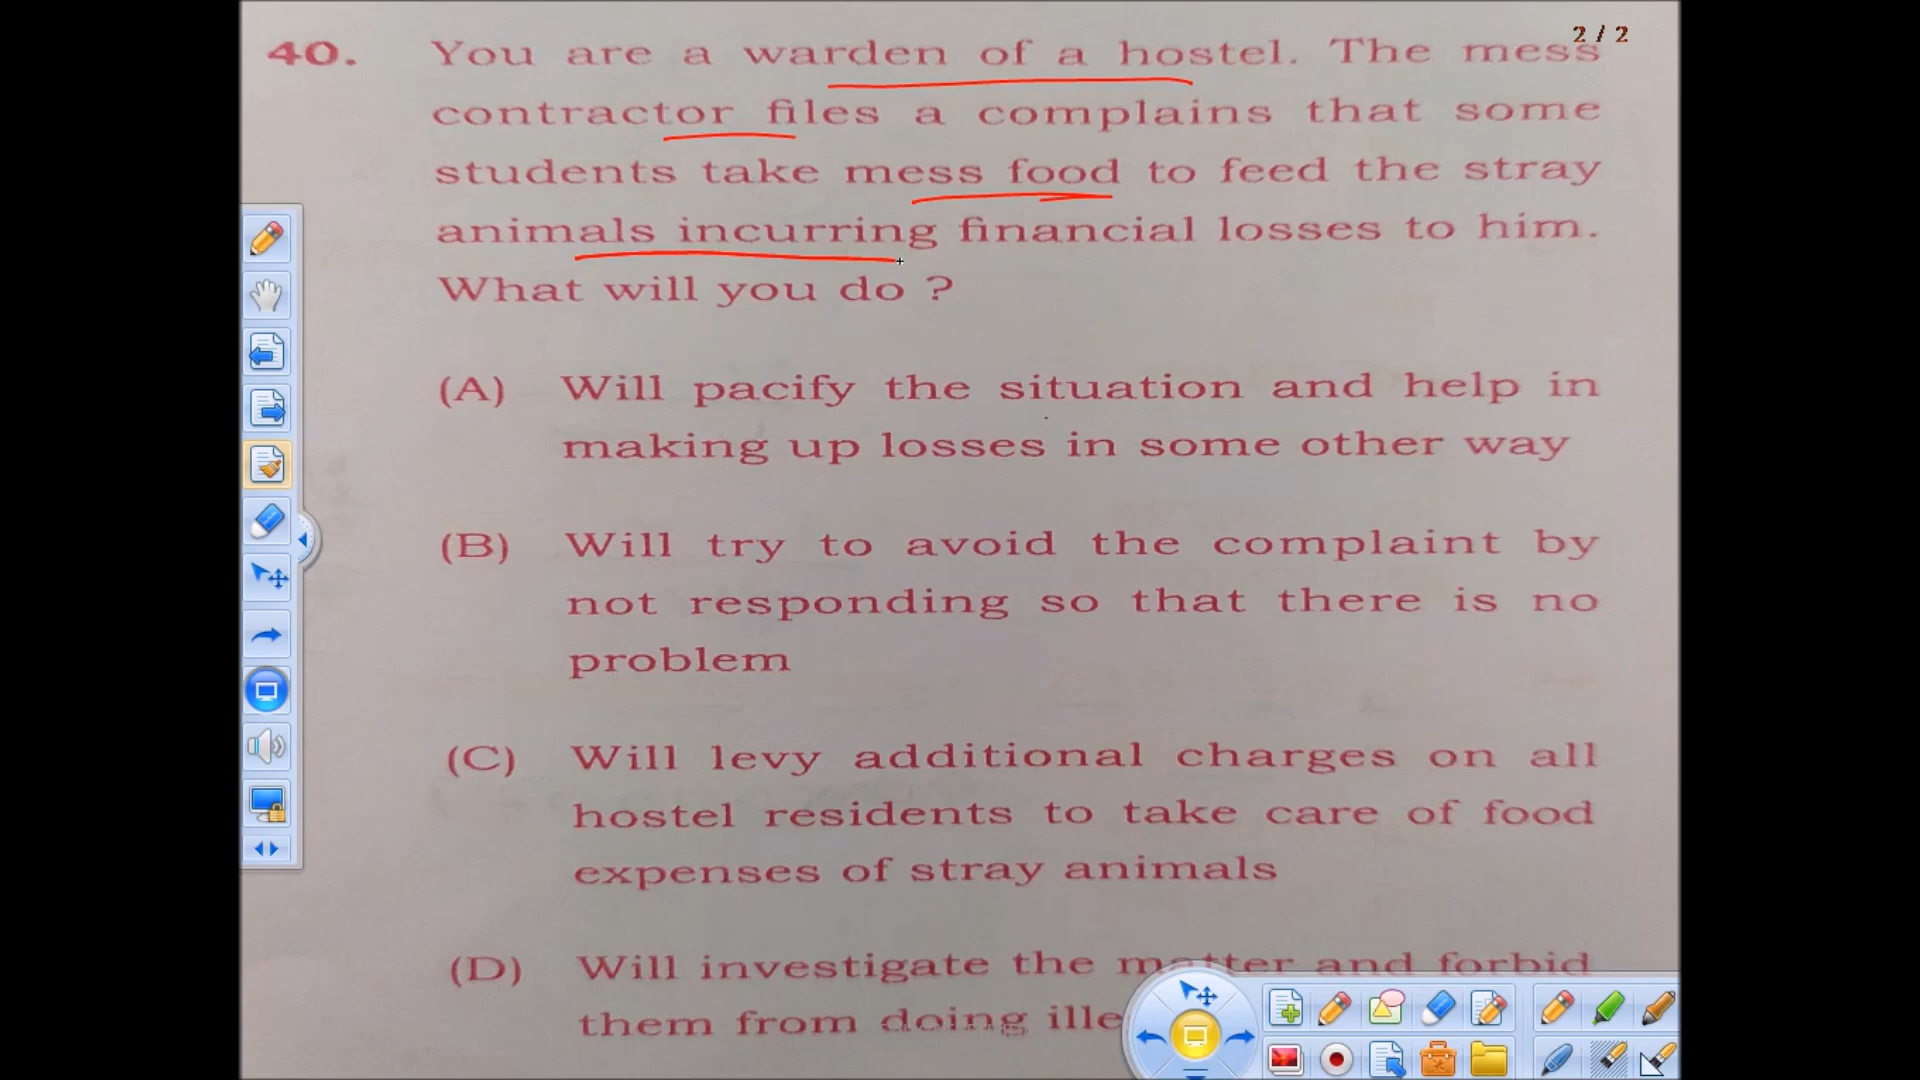 2 / 2
40. You are a warden of a hostel. The mess
contractor files a complains that some
students take mess food to feed the stray
animals incurring financial losses to him.
What will you do ?
(A) Will pacify the situation and help in
making up losses in some other way
(B) Will try to avoid the complaint by
not responding so that there is no
problem
(C) Will levy additional charges on all
hostel residents to take care of food
expenses of stray animals
(D) Will investigate the matter and forbid
them from doing ille